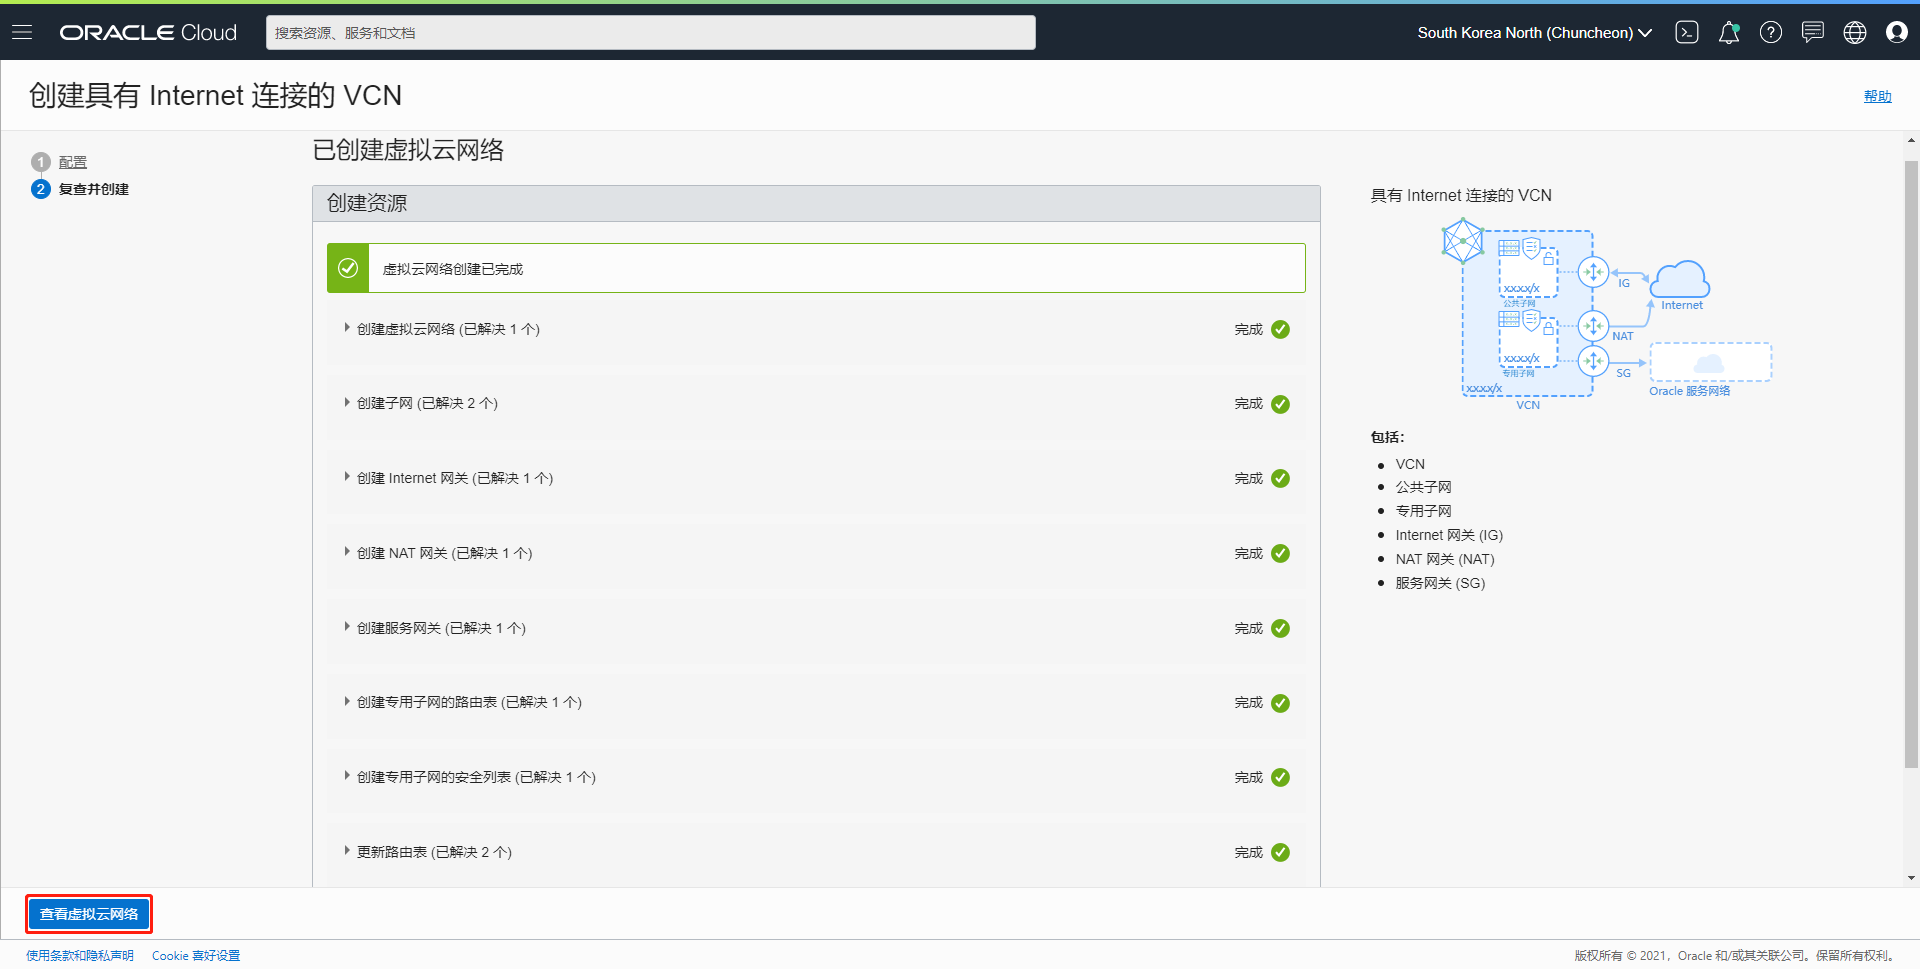 ORACLE Cloud
搜索资源、服务和文档
South Korea North (Chuncheon)
创建具有 Internet 连接的 VCN
帮助
1 配置
2 复查并创建
已创建虚拟云网络
创建资源
虚拟云网络创建已完成
创建虚拟云网络 (已解决 1 个) 完成
创建子网 (已解决 2 个) 完成
创建 Internet 网关 (已解决 1 个) 完成
创建 NAT 网关 (已解决 1 个) 完成
创建服务网关 (已解决 1 个) 完成
创建专用子网的路由表 (已解决 1 个) 完成
创建专用子网的安全列表 (已解决 1 个) 完成
更新路由表 (已解决 2 个) 完成
具有 Internet 连接的 VCN
xx.xx/x
公共子网
IG
Internet
xx.xx/x
专用子网
NAT
SG
xx.xx/x
VCN
Oracle 服务网络
包括：
VCN
公共子网
专用子网
Internet 网关 (IG)
NAT 网关 (NAT)
服务网关 (SG)
查看虚拟云网络
使用条款和隐私声明 Cookie 喜好设置
版权所有 © 2021，Oracle 和/或其关联公司。保留所有权利。